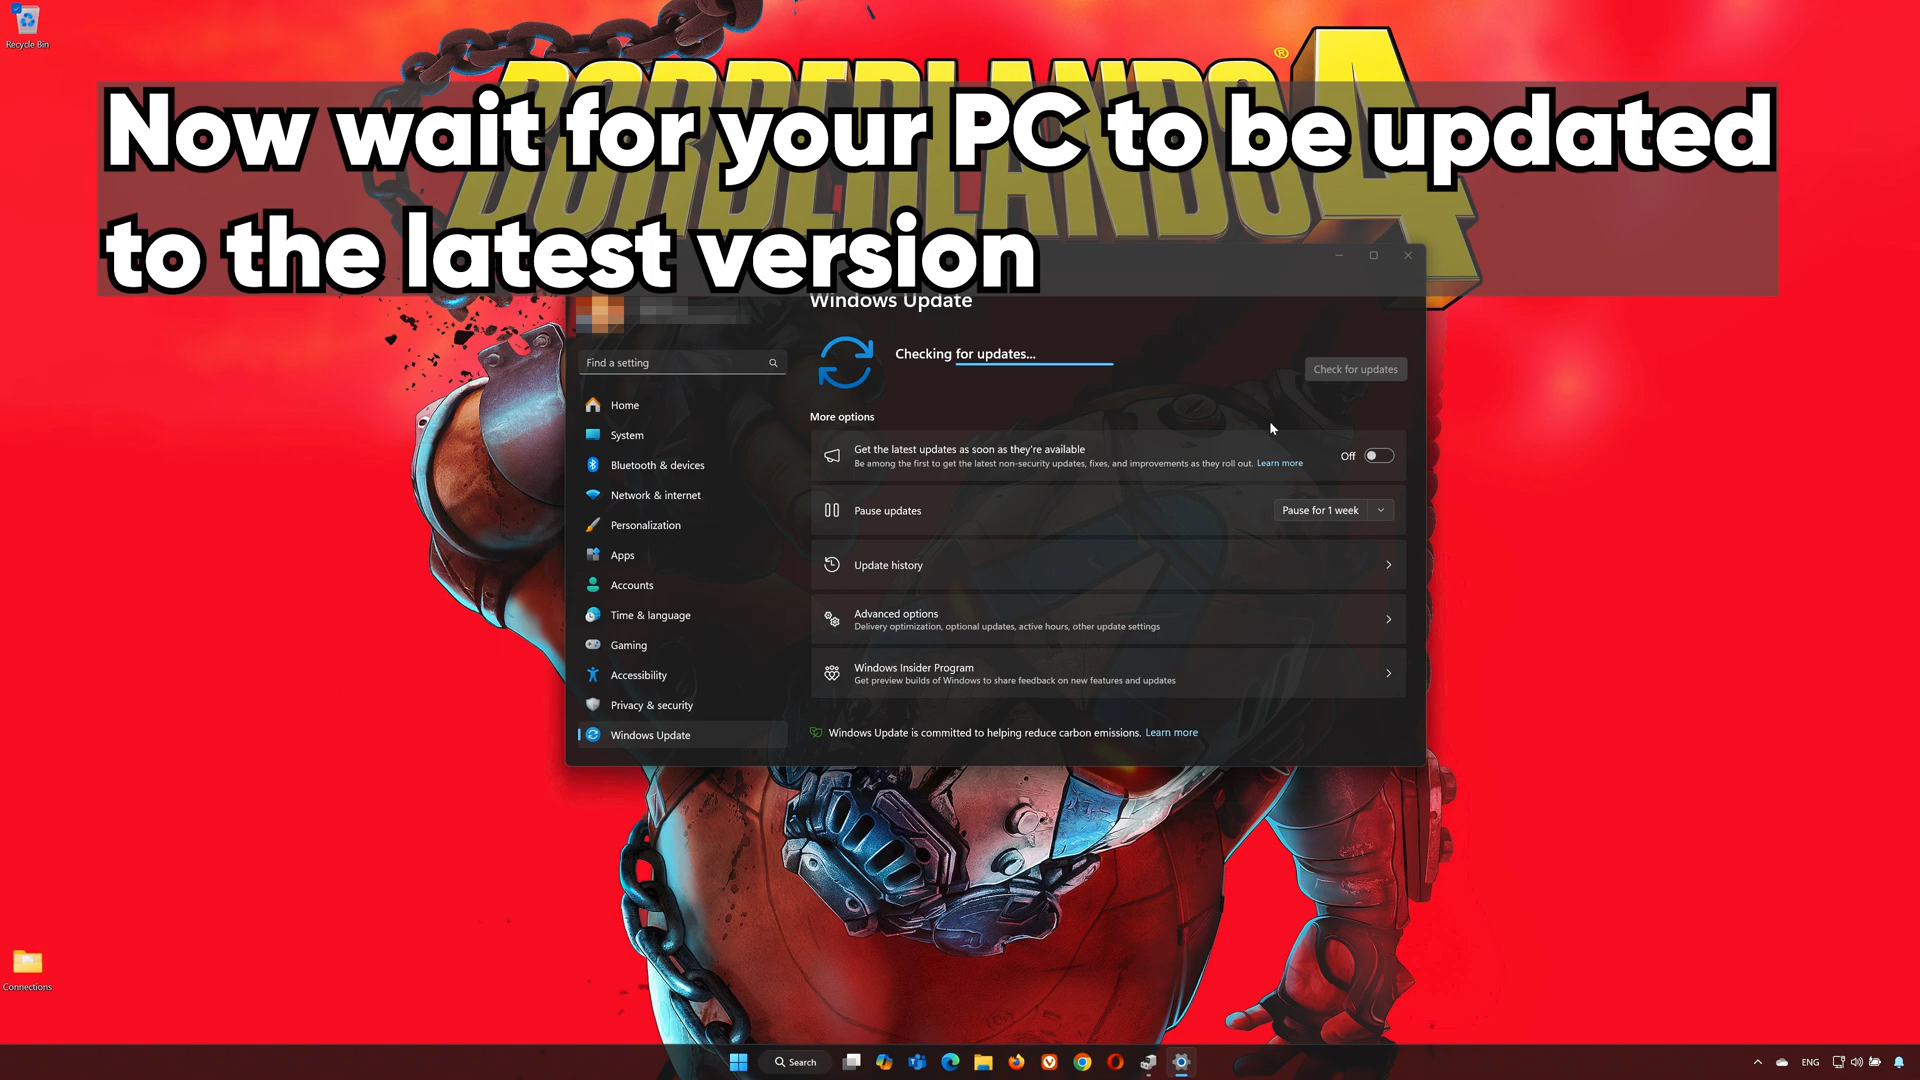 Recycle Bin
BORDERLANDS 4
®
Now wait for your PC to be updated
to the latest version
Windows Update
Find a setting
Checking for updates...
Check for updates
Home
System
Bluetooth & devices
Network & internet
Personalization
Apps
Accounts
Time & language
Gaming
Accessibility
Privacy & security
Windows Update
More options
Get the latest updates as soon as they're available
Be among the first to get the latest non-security updates, fixes, and improvements as they roll out. Learn more
Off
Pause updates
Pause for 1 week
Update history
Advanced options
Delivery optimization, optional updates, active hours, other update settings
Windows Insider Program
Get preview builds of Windows to share feedback on new features and updates
Windows Update is committed to helping reduce carbon emissions. Learn more
Connections
Search
ENG